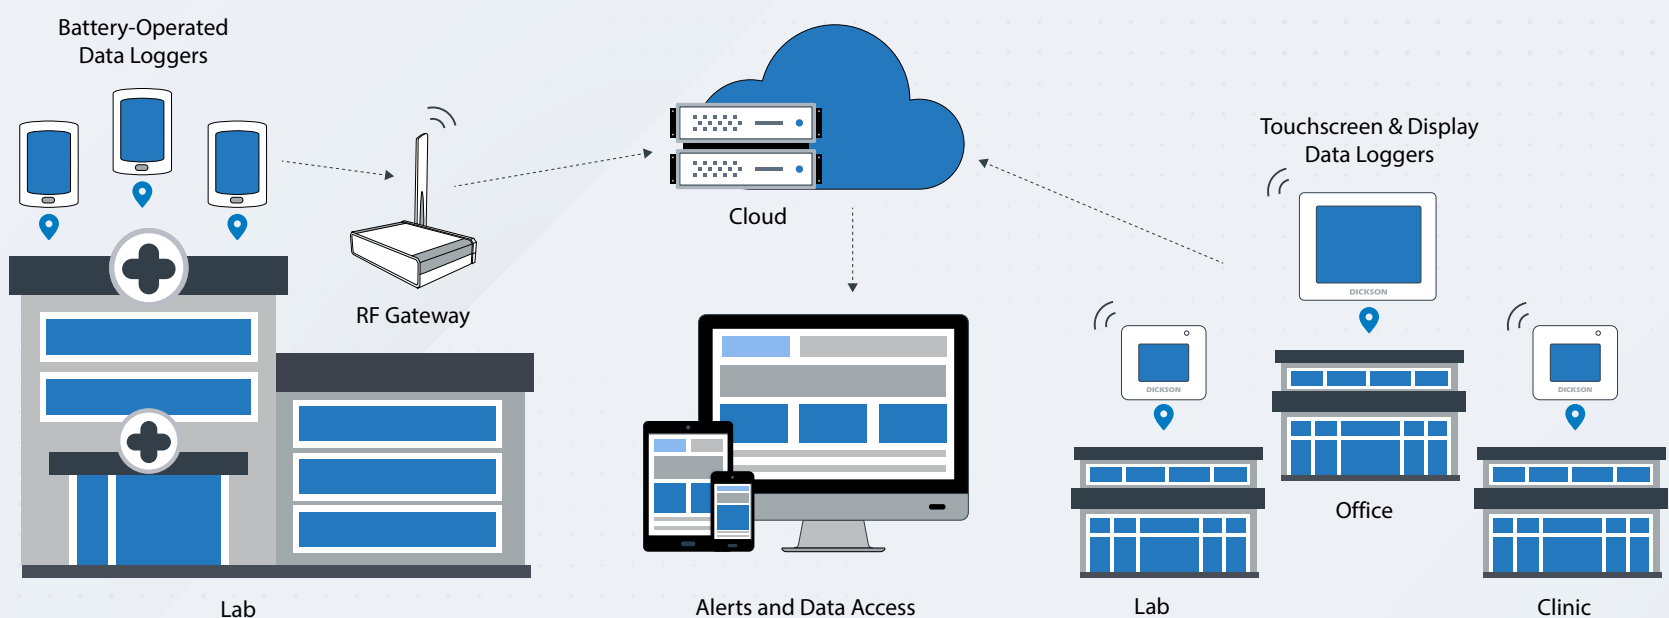 Battery-Operated
Data Loggers
RF Gateway
Lab
Cloud
Alerts and Data Access
Touchscreen & Display
Data Loggers
DICKSON
DICKSON
DICKSON
Office
Lab
Clinic